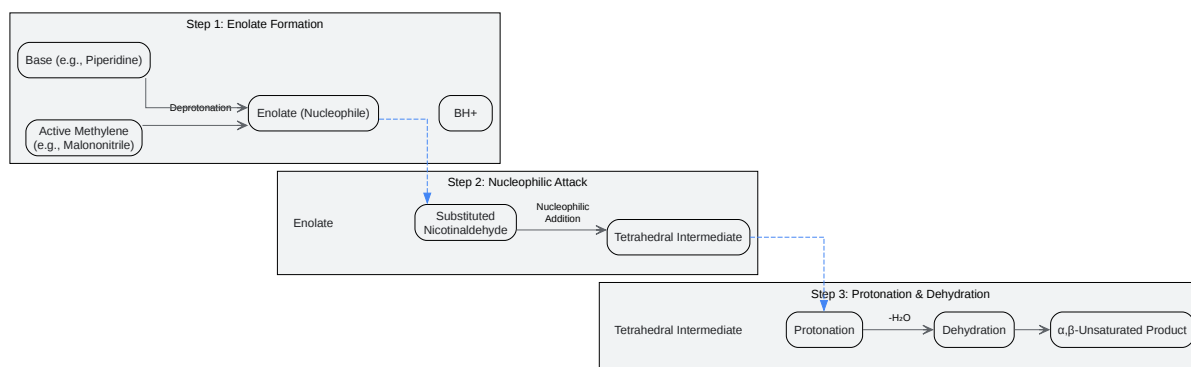 Step 1: Enolate Formation
Base (e.g., Piperidine)
Deprotonation
Enolate (Nucleophile)
BH+
Active Methylene
(e.g., Malononitrile)
Step 2: Nucleophilic Attack
Enolate
Substituted
Nicotinaldehyde
Nucleophilic
Addition
Tetrahedral Intermediate
Step 3: Protonation & Dehydration
Tetrahedral Intermediate
Protonation
-H₂O
Dehydration
α,β-Unsaturated Product